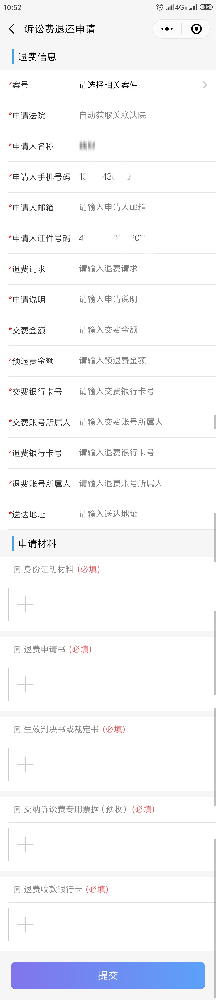 10:52
4G 85
诉讼费退还申请
退费信息
*案号 请选择相关案件
*申请法院 自动获取关联法院
*申请人名称
*申请人手机号码
*申请人邮箱 请输入申请人邮箱
*申请人证件号码
*退费请求 请输入退费请求
*申请说明 请输入申请说明
*交费金额 请输入交费金额
*预退费金额 请输入预退费金额
*交费银行卡号 请输入交费银行卡号
*交费账号所属人 请输入交费账号所属人
*退费银行卡号 请输入退费银行卡号
*退费账号所属人 请输入退费账号所属人
*送达地址 请输入送达地址
申请材料
身份证明材料 (必填)
退费申请书 (必填)
生效判决书或裁定书 (必填)
交纳诉讼费专用票据（预收）(必填)
退费收款银行卡 (必填)
提交